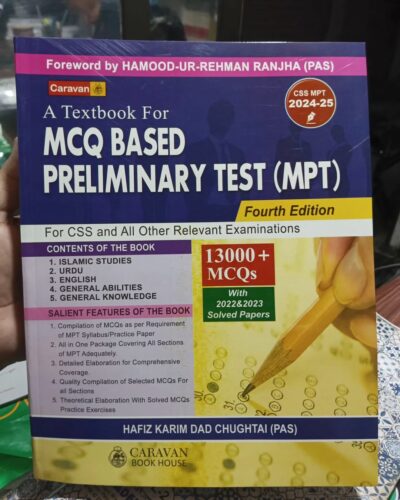 Foreword by HAMOOD-UR-REHMAN RANJHA (PAS)
Caravan
CSS MPT
2024-25
A Textbook For
MCQ BASED
PRELIMINARY TEST (MPT)
Fourth Edition
For CSS and All Other Relevant Examinations
CONTENTS OF THE BOOK
1. ISLAMIC STUDIES
2. URDU
3. ENGLISH
4. GENERAL ABILITIES
5. GENERAL KNOWLEDGE
13000+
MCQs
With
2022&2023
Solved Papers
SALIENT FEATURES OF THE BOOK
1. Compilation of MCQs as per Requirement
of MPT Syllabus/Practice Paper
2. All in One Package Covering All Sections
of MPT Adequately.
3. Detailed Elaboration for Comprehensive
Coverage.
4. Quality Compilation of Selected MCQs For
all Sections
5. Theoretical Elaboration With Solved MCQs
Practice Exercises
HAFIZ KARIM DAD CHUGHTAI (PAS)
CARAVAN
BOOK HOUSE